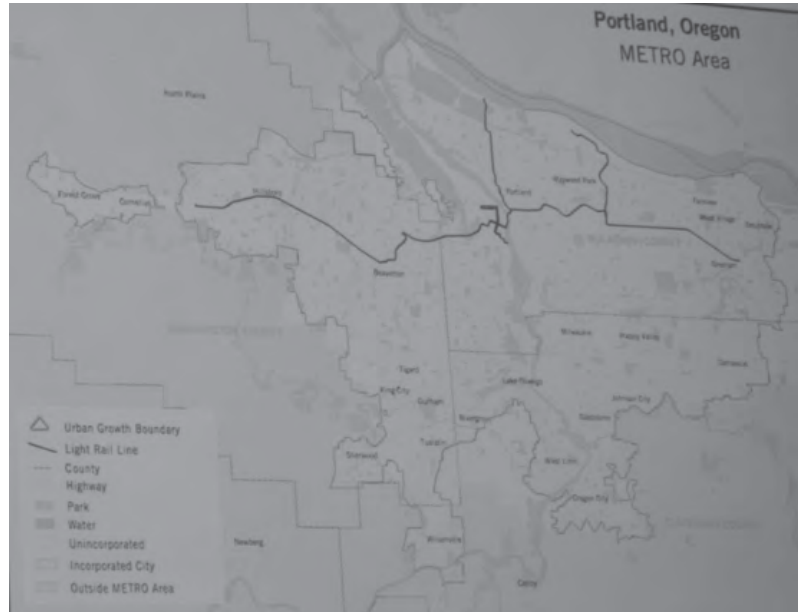 Portland, Oregon
METRO Area
North Plains
Forest Grove
Cornelius
Hillsboro
Portland
Maywood Park
Fairview
Wood Village
Troutdale
Gresham
Beaverton
Milwaukie
Happy Valley
Damascus
Tigard
King City
Durham
Lake Oswego
Johnson City
Gladstone
Rivergrove
Tualatin
Sherwood
West Linn
Oregon City
Wilsonville
Newberg
Canby
Urban Growth Boundary
Light Rail Line
County
Highway
Park
Water
Unincorporated
Incorporated City
Outside METRO Area